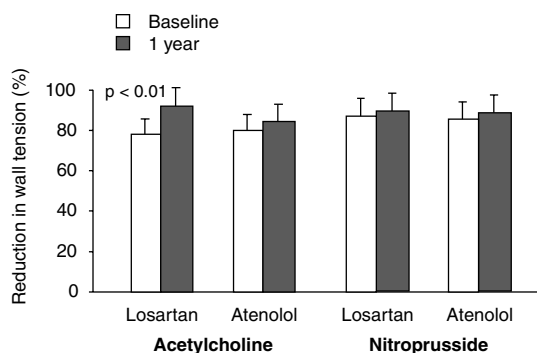 Baseline
1 year
Reduction in wall tension (%)
100
80
60
40
20
0
p < 0.01
Losartan Atenolol Losartan Atenolol
Acetylcholine Nitroprusside